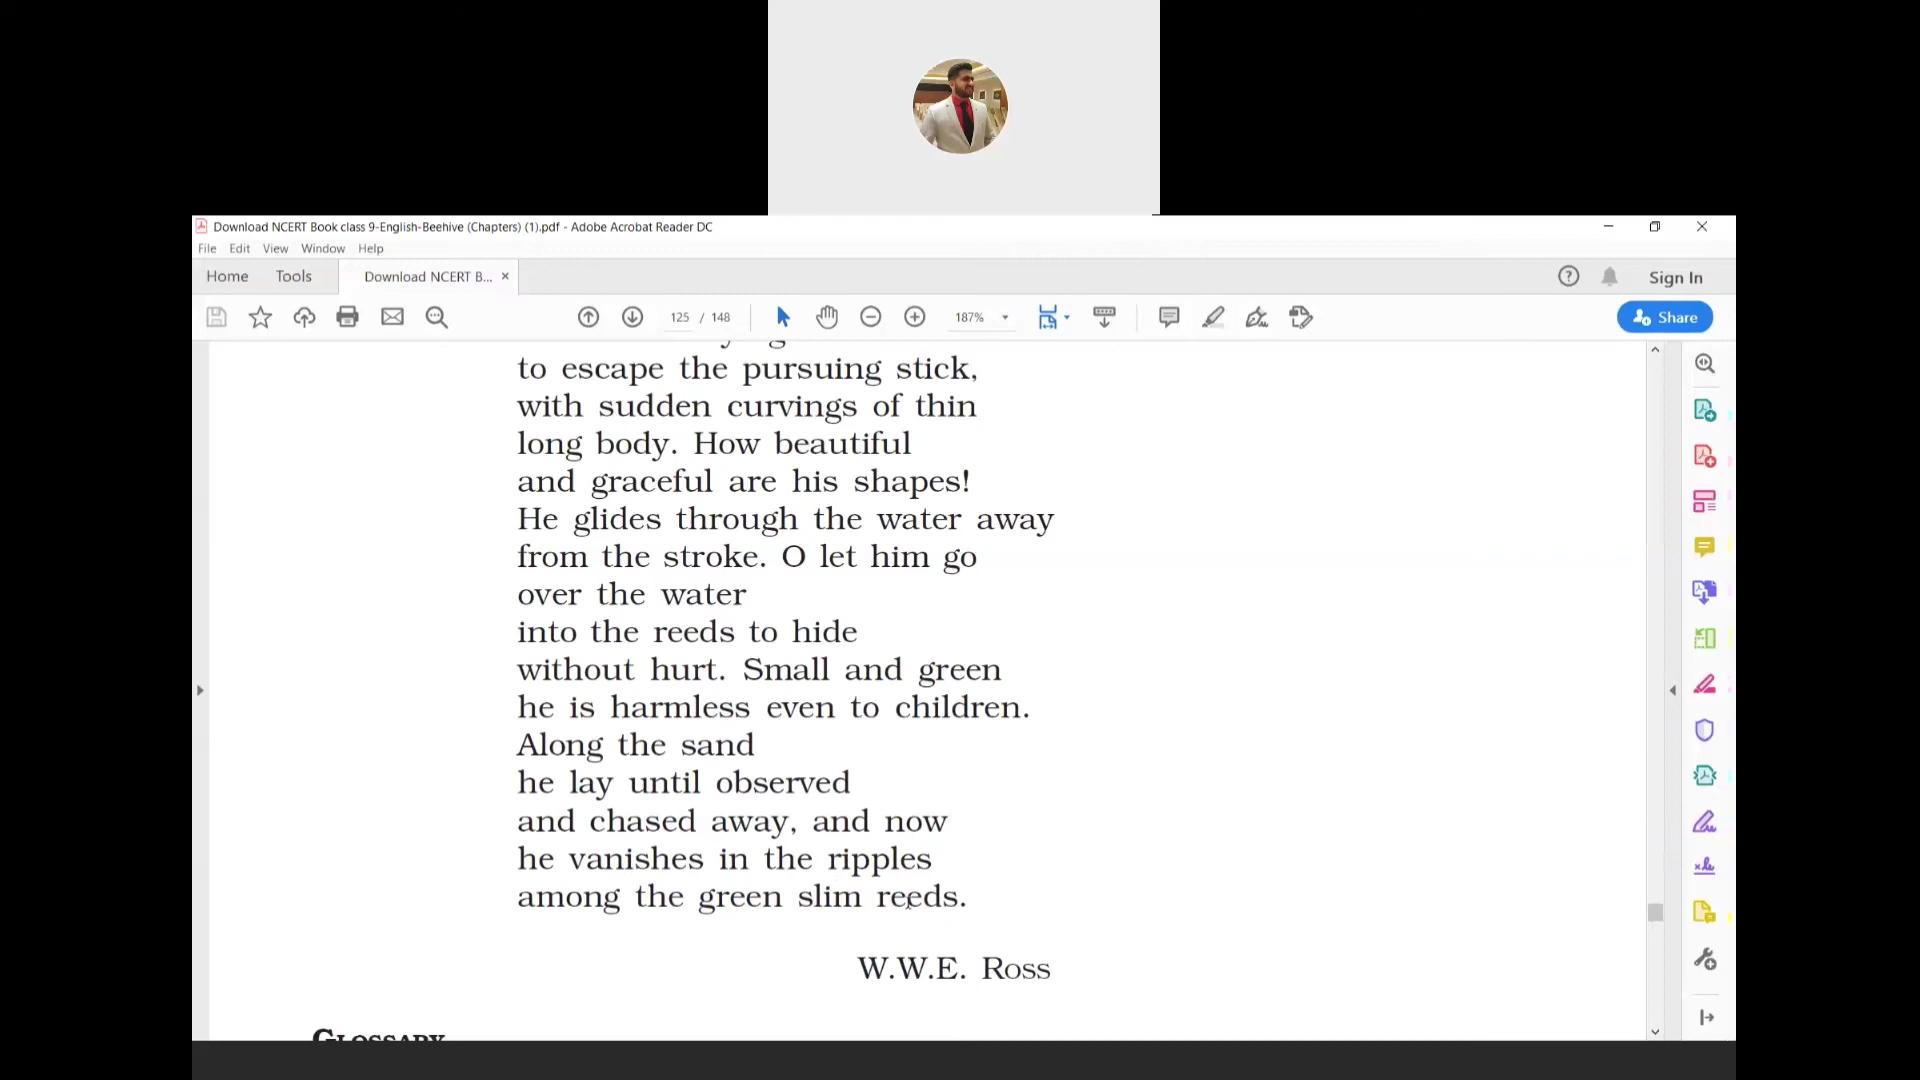 Download NCERT Book class 9-English-Beehive (Chapters) (1).pdf - Adobe Acrobat Reader DC
File Edit View Window Help
Home Tools Download NCERT B... × Sign In
125 / 148 187% Share
to escape the pursuing stick,
with sudden curvings of thin
long body. How beautiful
and graceful are his shapes!
He glides through the water away
from the stroke. O let him go
over the water
into the reeds to hide
without hurt. Small and green
he is harmless even to children.
Along the sand
he lay until observed
and chased away, and now
he vanishes in the ripples
among the green slim reeds.
W.W.E. Ross
GLOSSARY